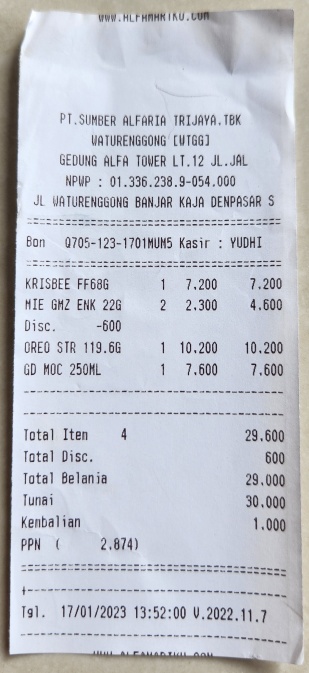 WWW.ALFAMARIKU.COM
PT.SUMBER ALFARIA TRIJAYA.TBK
WATURENGGONG [WTGG]
GEDUNG ALFA TOWER LT.12 JL.JAL
NPWP : 01.336.238.9-054.000
JL WATURENGGONG BANJAR KAJA DENPASAR S
Bon Q705-123-1701MUM5 Kasir : YUDHI
KRISBEE FF68G 1 7.200 7.200
MIE GMZ ENK 22G 2 2.300 4.600
Disc. -600
OREO STR 119.6G 1 10.200 10.200
GD MOC 250ML 1 7.600 7.600
Total Item 4 29.600
Total Disc. 600
Total Belanja 29.000
Tunai 30.000
Kembalian 1.000
PPN ( 2.874)
Tgl. 17/01/2023 13:52:00 V.2022.11.7
WWW.ALFAMARIKU.COM